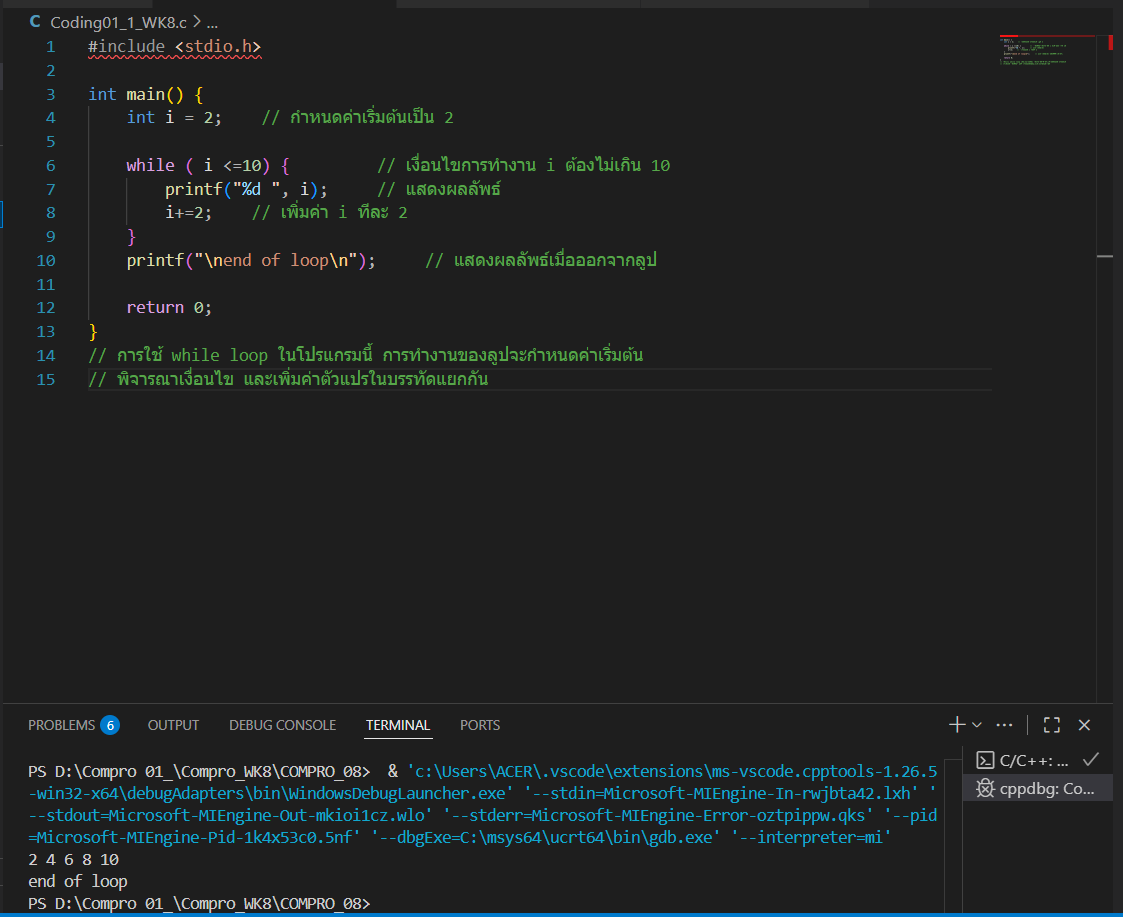 C Coding01_1_WK8.c > ...
1 #include <stdio.h>
2
3 int main() {
4 int i = 2; // กำหนดค่าเริ่มต้นเป็น 2
5
6 while ( i <=10) { // เงื่อนไขการทำงาน i ต้องไม่เกิน 10
7 printf("%d ", i); // แสดงผลลัพธ์
8 i+=2; // เพิ่มค่า i ทีละ 2
9 }
10 printf("\nend of loop\n"); // แสดงผลลัพธ์เมื่อออกจากลูป
11
12 return 0;
13 }
14 // การใช้ while loop ในโปรแกรมนี้ การทำงานของลูปจะกำหนดค่าเริ่มต้น
15 // พิจารณาเงื่อนไข และเพิ่มค่าตัวแปรในบรรทัดแยกกัน
PROBLEMS 6 OUTPUT DEBUG CONSOLE TERMINAL PORTS
PS D:\Compro 01_\Compro_WK8\COMPRO_08> & 'c:\Users\ACER\.vscode\extensions\ms-vscode.cpptools-1.26.5
-win32-x64\debugAdapters\bin\WindowsDebugLauncher.exe' '--stdin=Microsoft-MIEngine-In-rwjbta42.lxh' '
--stdout=Microsoft-MIEngine-Out-mkioi1cz.wlo' '--stderr=Microsoft-MIEngine-Error-oztpippw.qks' '--pid
=Microsoft-MIEngine-Pid-1k4x53c0.5nf' '--dbgExe=C:\msys64\ucrt64\bin\gdb.exe' '--interpreter=mi'
2 4 6 8 10
end of loop
PS D:\Compro 01_\Compro_WK8\COMPRO_08>
C/C++: ...
cppdbg: Co...